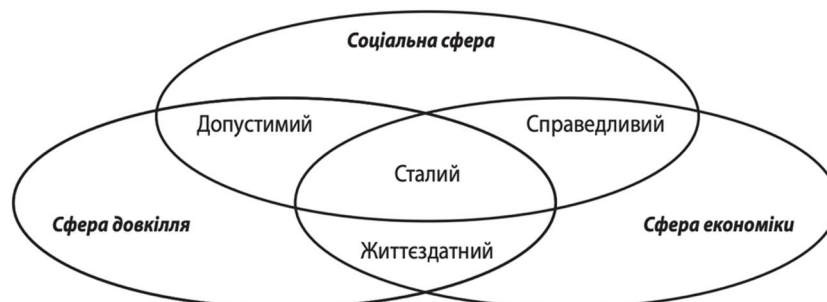 Соціальна сфера
Допустимий
Справедливий
Сталий
Сфера довкілля
Сфера економіки
Життєздатний